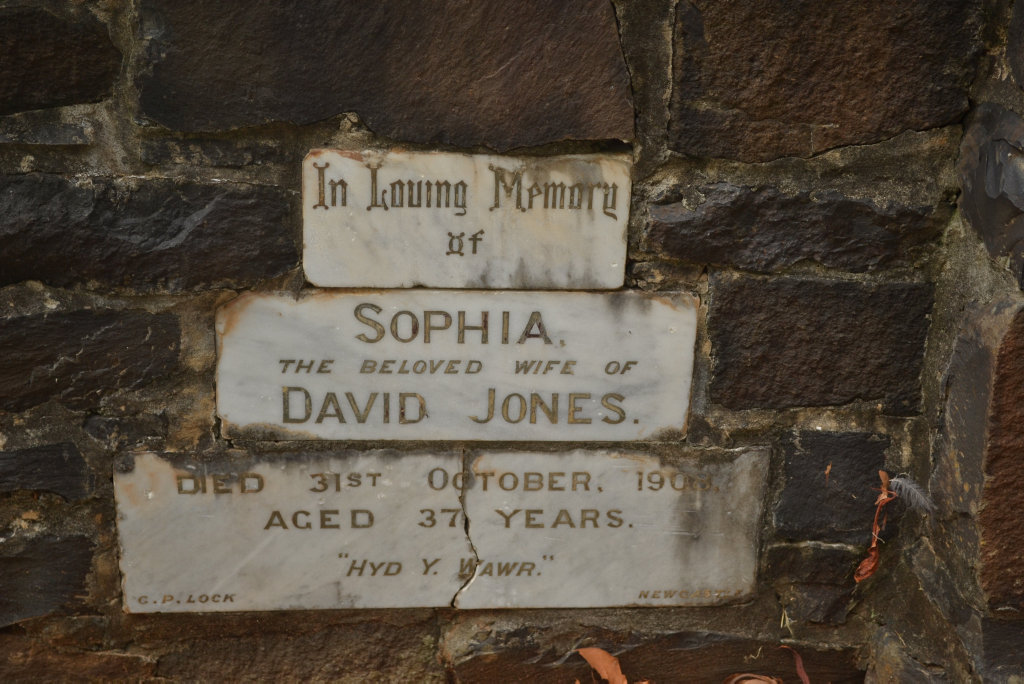 In Loving Memory
of
SOPHIA,
THE BELOVED WIFE OF
DAVID JONES.
DIED 31ST OCTOBER,
AGED 37 YEARS.
"HYD Y. WAWR."
C.P. LOCK NEWCASTLE